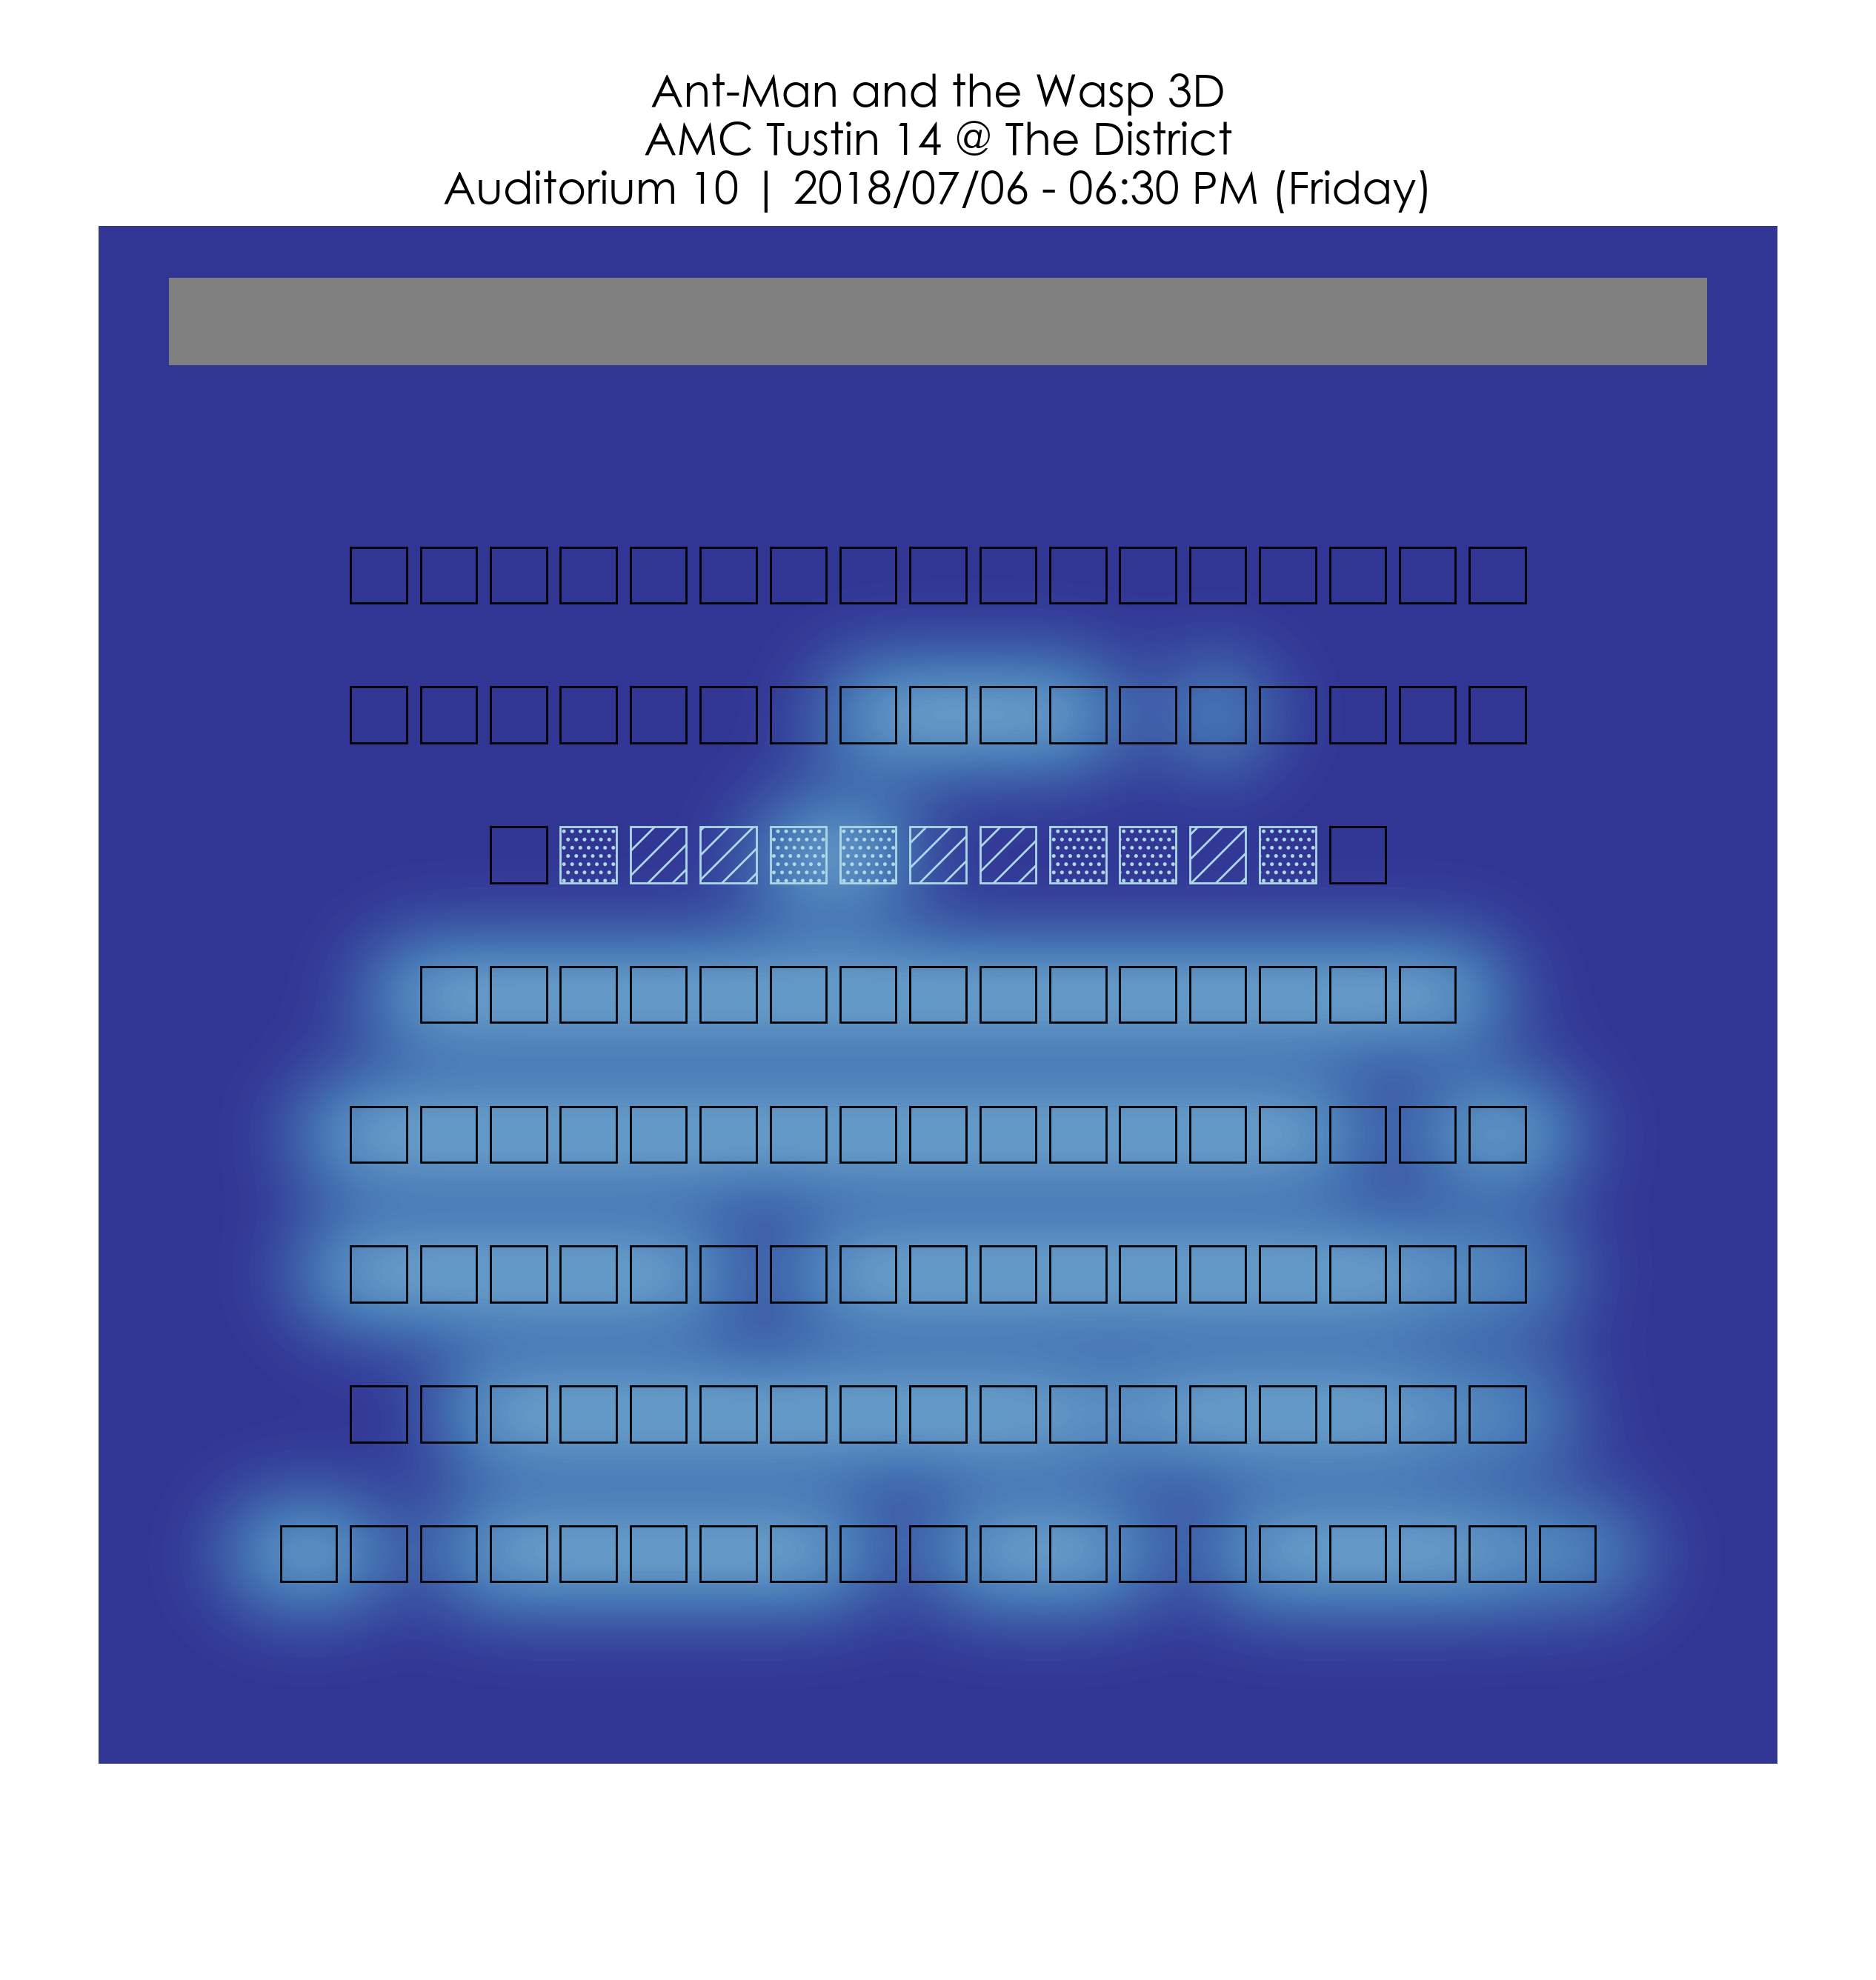 Ant-Man and the Wasp 3D
AMC Tustin 14 @ The District
Auditorium 10 | 2018/07/06 - 06:30 PM (Friday)